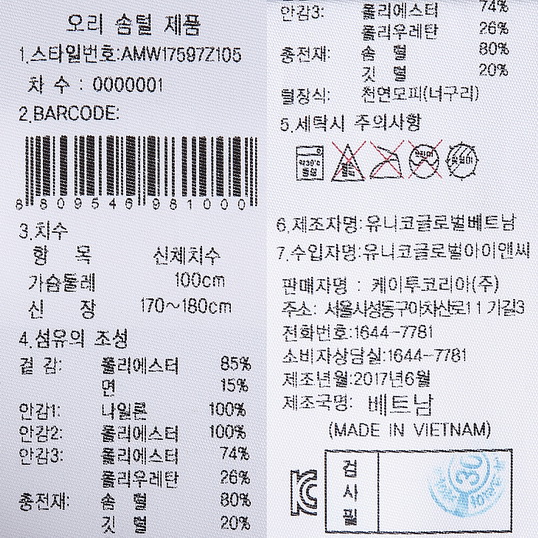 오리 솜털 제품
1.스타일번호:AMW17597Z105
차 수 : 0000001
2.BARCODE:
8 809546 981000
3.치수
항 목 신체치수
가슴둘레 100cm
신 장 170~180cm
4.섬유의 조성
겉 감: 폴리에스터 85%
면 15%
안감1: 나일론 100%
안감2: 폴리에스터 100%
안감3: 폴리에스터 74%
폴리우레탄 26%
충전재: 솜 털 80%
깃 털 20%
안감3: 폴리에스터 74%
폴리우레탄 26%
충전재: 솜 털 80%
깃 털 20%
털장식: 천연모피(너구리)
5.세탁시 주의사항
약30℃
중성
드라이
6.제조자명:유니코글로벌베트남
7.수입자명:유니코글로벌아이앤씨
판매자명 : 케이투코리아(주)
주소: 서울시성동구아차산로11가길3
전화번호:1644-7781
소비자상담실:1644-7781
제조년월:2017년6월
제조국명: 베트남
(MADE IN VIETNAM)
검사필
30